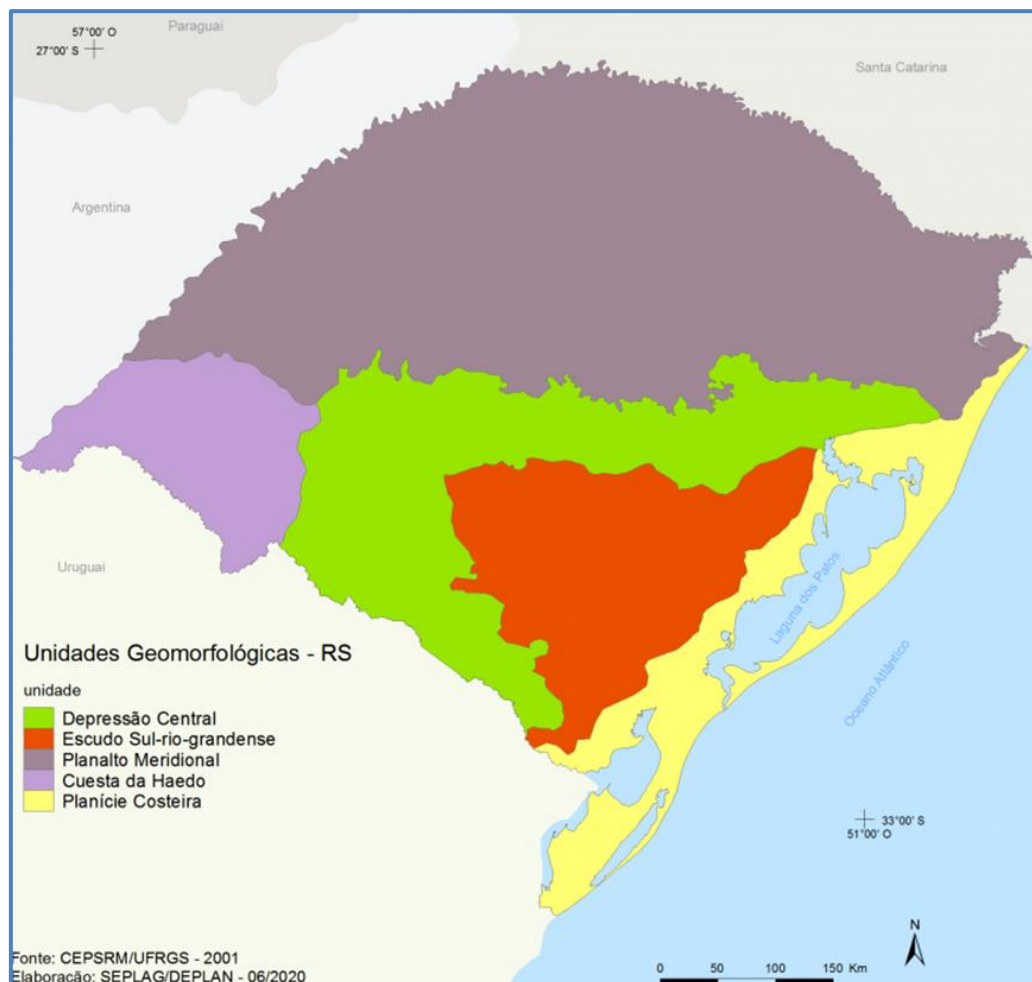 Paraguai
57°00' O
27°00' S
Santa Catarina
Argentina
Uruguai
Laguna dos Patos
Oceano Atlântico
Unidades Geomorfológicas - RS
unidade
Depressão Central
Escudo Sul-rio-grandense
Planalto Meridional
Cuesta da Haedo
Planície Costeira
33°00' S
51°00' O
N
Fonte: CEPSRM/UFRGS - 2001
Elaboração: SEPLAG/DEPLAN - 06/2020
0 50 100 150 Km